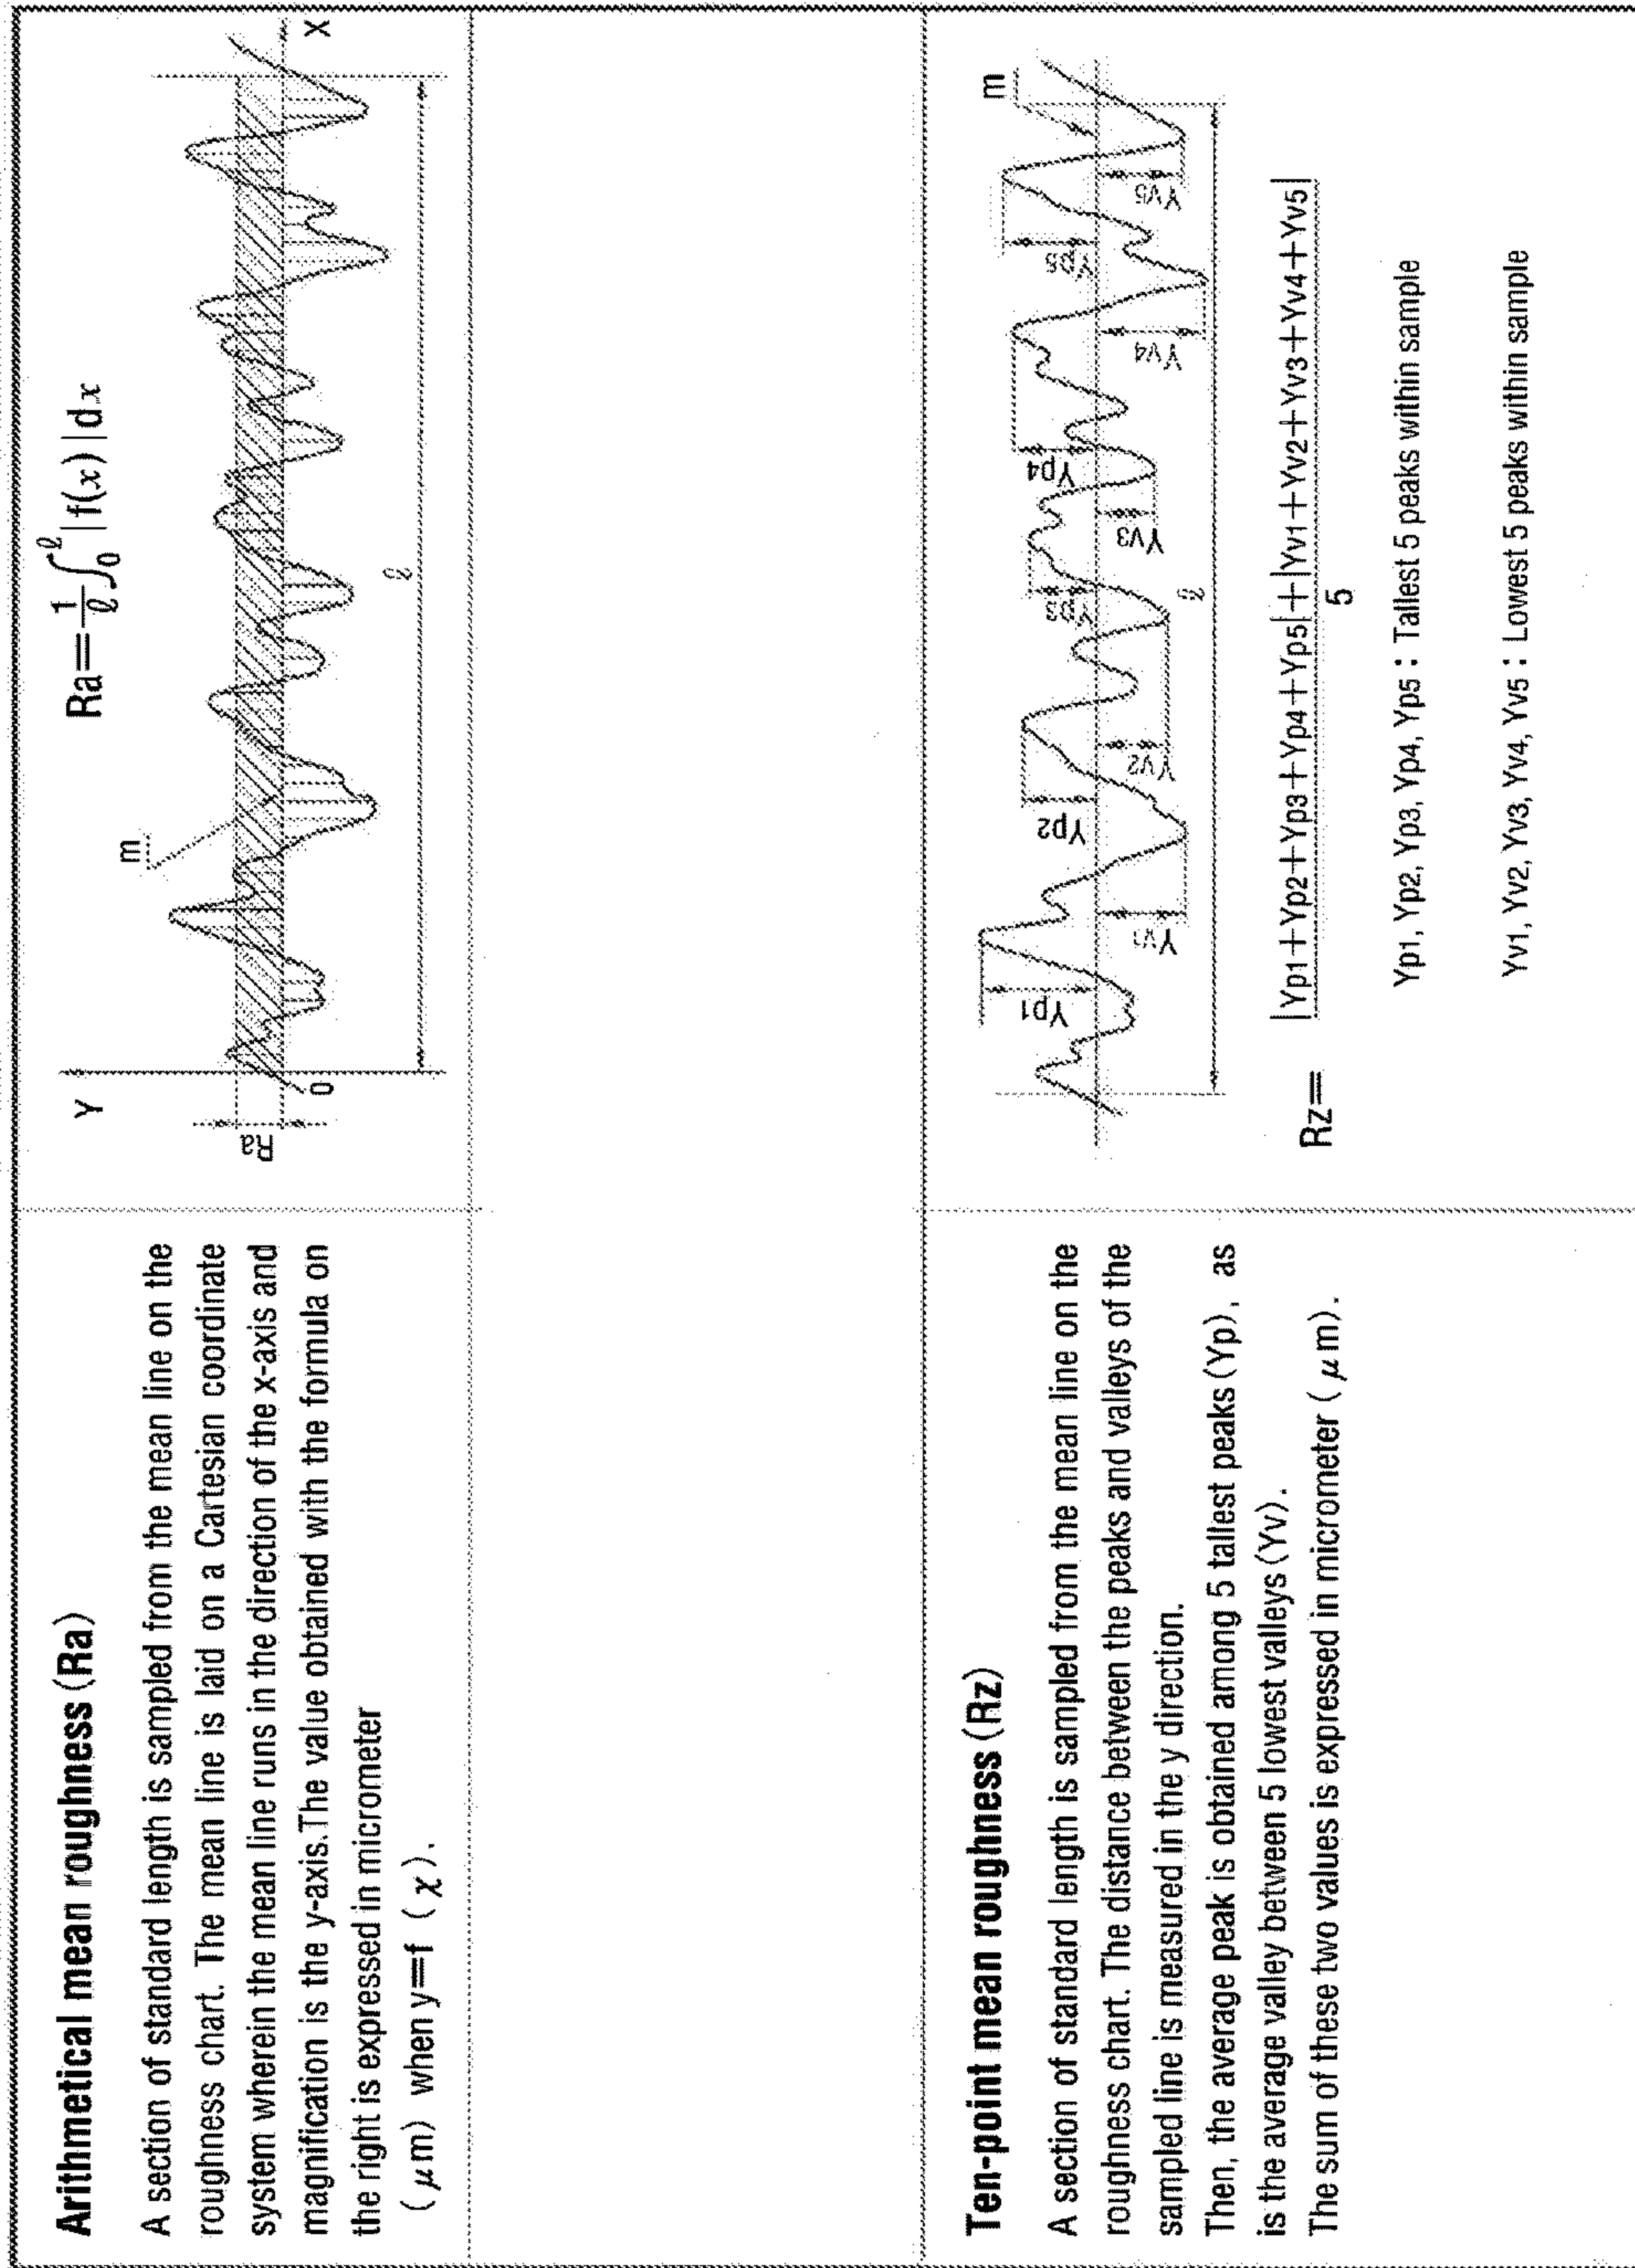 Arithmetical mean roughness (Ra)
A section of standard length is sampled from the mean line on the
roughness chart. The mean line is laid on a Cartesian coordinate
system wherein the mean line runs in the direction of the x-axis and
magnification is the y-axis.The value obtained with the formula on
the right is expressed in micrometer
(μm) when y=f (χ).
Ra=1/ℓ∫₀ℓ|f(x)|dx
Y
m
X
Ra
0
ℓ
Ten-point mean roughness (Rz)
A section of standard length is sampled from the mean line on the
roughness chart. The distance between the peaks and valleys of the
sampled line is measured in the y direction.
Then, the average peak is obtained among 5 tallest peaks (Yp), as
is the average valley between 5 lowest valleys (Yv).
The sum of these two values is expressed in micrometer (μm).
m
Yp1
Yp2
Yp3
Yp4
Yp5
Yv1
Yv2
Yv3
Yv4
Yv5
ℓ
|Yp1+Yp2+Yp3+Yp4+Yp5|+|Yv1+Yv2+Yv3+Yv4+Yv5|
Rz=
5
Yp1, Yp2, Yp3, Yp4, Yp5 : Tallest 5 peaks within sample
Yv1, Yv2, Yv3, Yv4, Yv5 : Lowest 5 peaks within sample